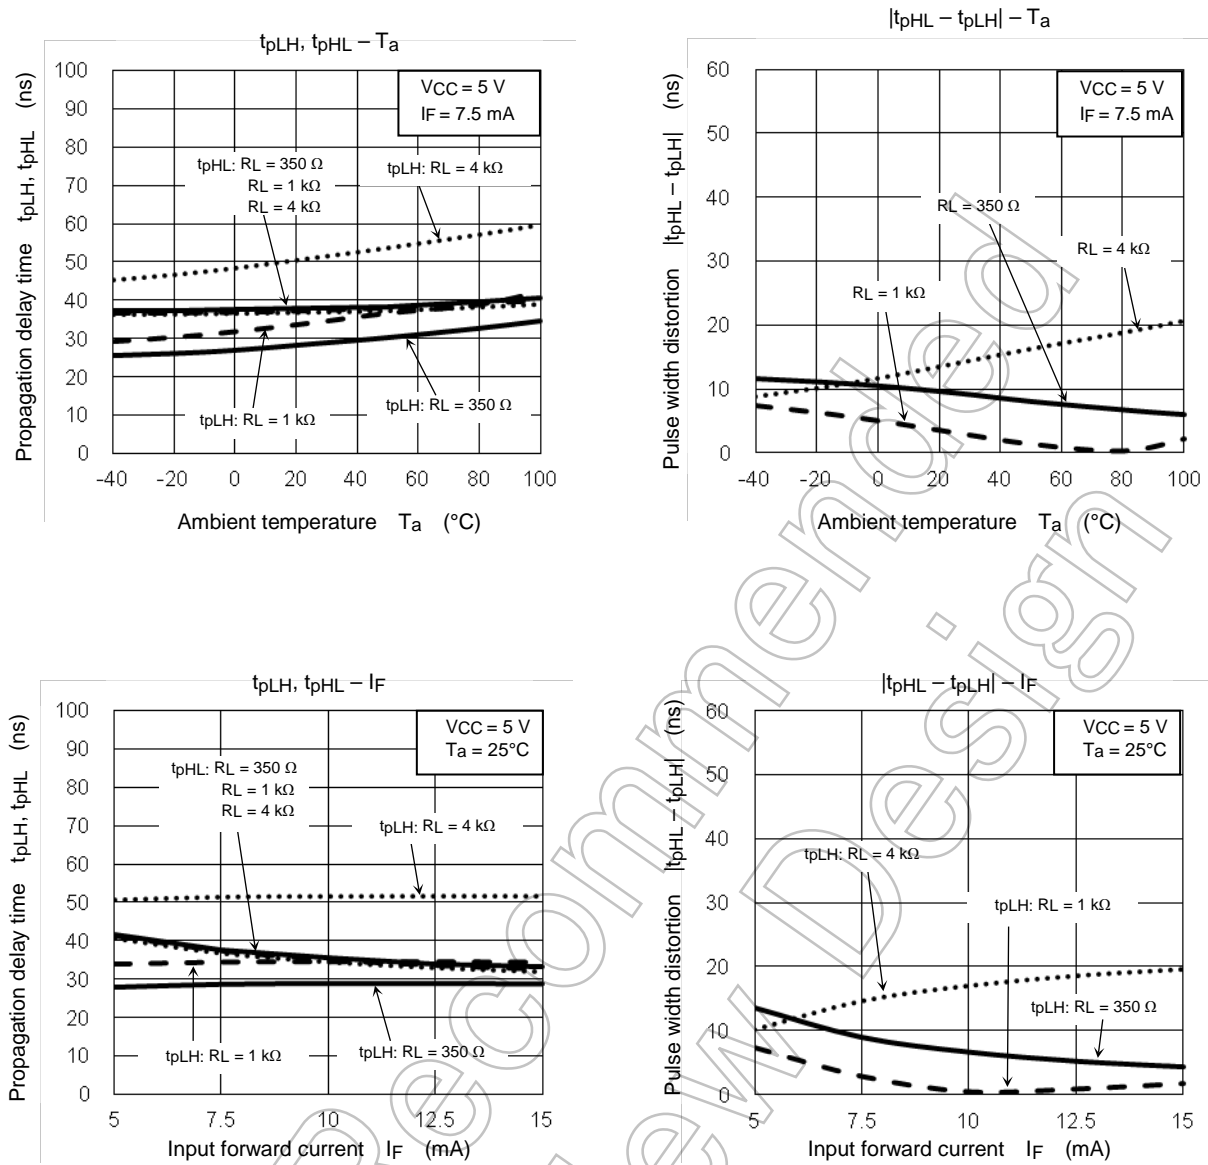 tpLH, tpHL – Ta
Propagation delay time tpLH, tpHL (ns)
100
90
80
70
60
50
40
30
20
10
0
VCC = 5 V
IF = 7.5 mA
tpHL: RL = 350 Ω
RL = 1 kΩ
RL = 4 kΩ
tpLH: RL = 4 kΩ
tpLH: RL = 1 kΩ
tpLH: RL = 350 Ω
-40 -20 0 20 40 60 80 100
Ambient temperature Ta (°C)
|tpHL – tpLH| – Ta
Pulse width distortion |tpHL – tpLH| (ns)
60
50
40
30
20
10
0
VCC = 5 V
IF = 7.5 mA
RL = 350 Ω
RL = 4 kΩ
RL = 1 kΩ
-40 -20 0 20 40 60 80 100
Ambient temperature Ta (°C)
tpLH, tpHL – IF
Propagation delay time tpLH, tpHL (ns)
100
90
80
70
60
50
40
30
20
10
0
VCC = 5 V
Ta = 25°C
tpHL: RL = 350 Ω
RL = 1 kΩ
RL = 4 kΩ
tpLH: RL = 4 kΩ
tpLH: RL = 1 kΩ
tpLH: RL = 350 Ω
5 7.5 10 12.5 15
Input forward current IF (mA)
|tpHL – tpLH| – IF
Pulse width distortion |tpHL – tpLH| (ns)
60
50
40
30
20
10
0
VCC = 5 V
Ta = 25°C
tpLH: RL = 4 kΩ
tpLH: RL = 1 kΩ
tpLH: RL = 350 Ω
5 7.5 10 12.5 15
Input forward current IF (mA)
Recommended
New Design